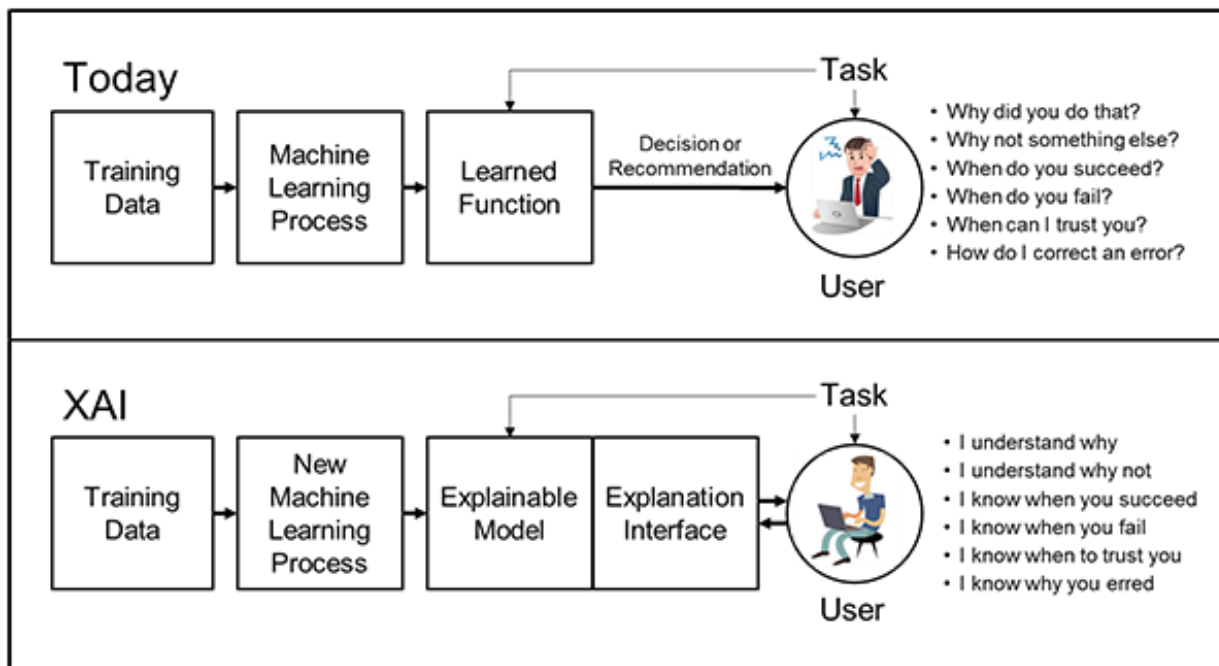 Today
Task
Training
Data
Machine
Learning
Process
Learned
Function
Decision or
Recommendation
User
• Why did you do that?
• Why not something else?
• When do you succeed?
• When do you fail?
• When can I trust you?
• How do I correct an error?
XAI
Task
Training
Data
New
Machine
Learning
Process
Explainable
Model
Explanation
Interface
User
• I understand why
• I understand why not
• I know when you succeed
• I know when you fail
• I know when to trust you
• I know why you erred